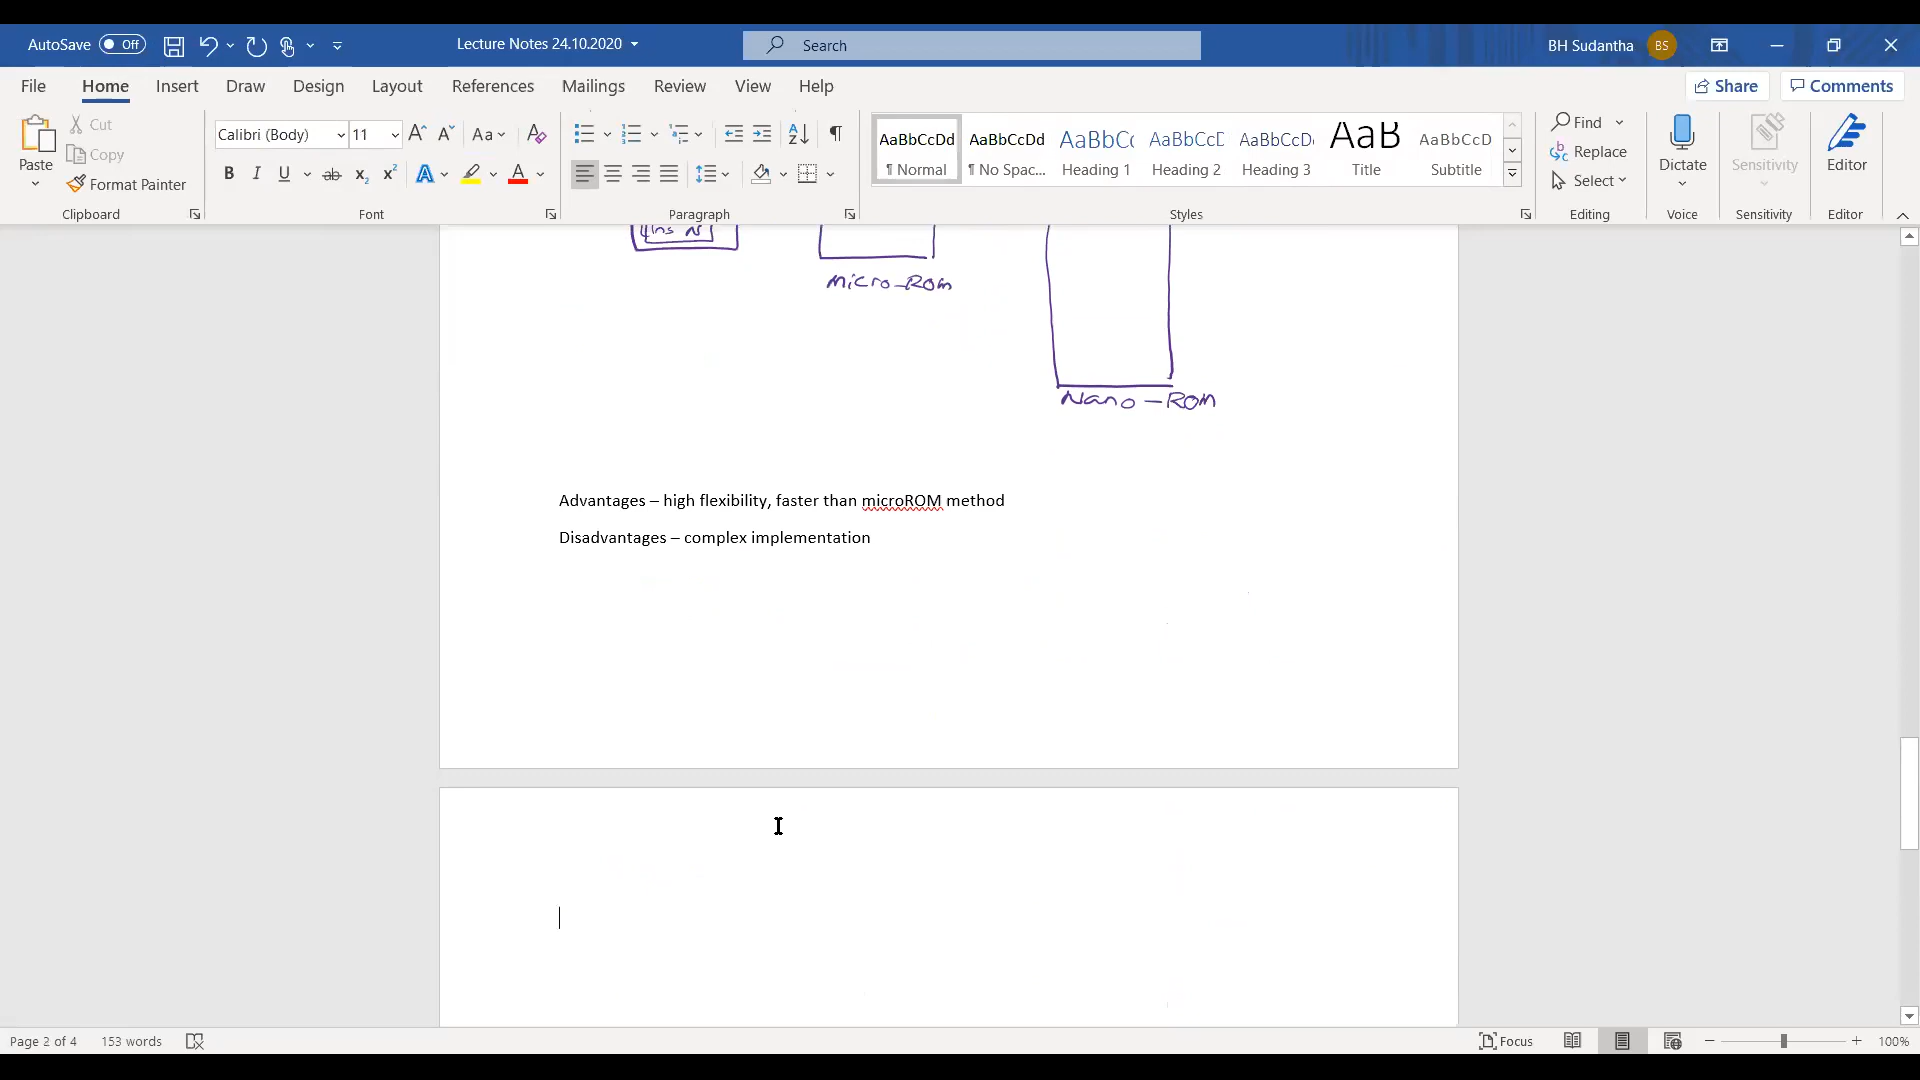 AutoSave Off Lecture Notes 24.10.2020 Search BH Sudantha BS
File Home Insert Draw Design Layout References Mailings Review View Help Share Comments
Paste Cut Copy Format Painter
Calibri (Body) 11 Aa
B I U ab x2 x2 A A
AaBbCcDd AaBbCcDd AaBbCc AaBbCcD AaBbCcD AaB AaBbCcD
¶ Normal ¶ No Spac... Heading 1 Heading 2 Heading 3 Title Subtitle
Find Replace Select
Dictate Sensitivity Editor
Clipboard Font Paragraph Styles Editing Voice Sensitivity Editor
Micro-Rom
Nano-ROM
Advantages – high flexibility, faster than microROM method
Disadvantages – complex implementation
Page 2 of 4 153 words Focus 100%